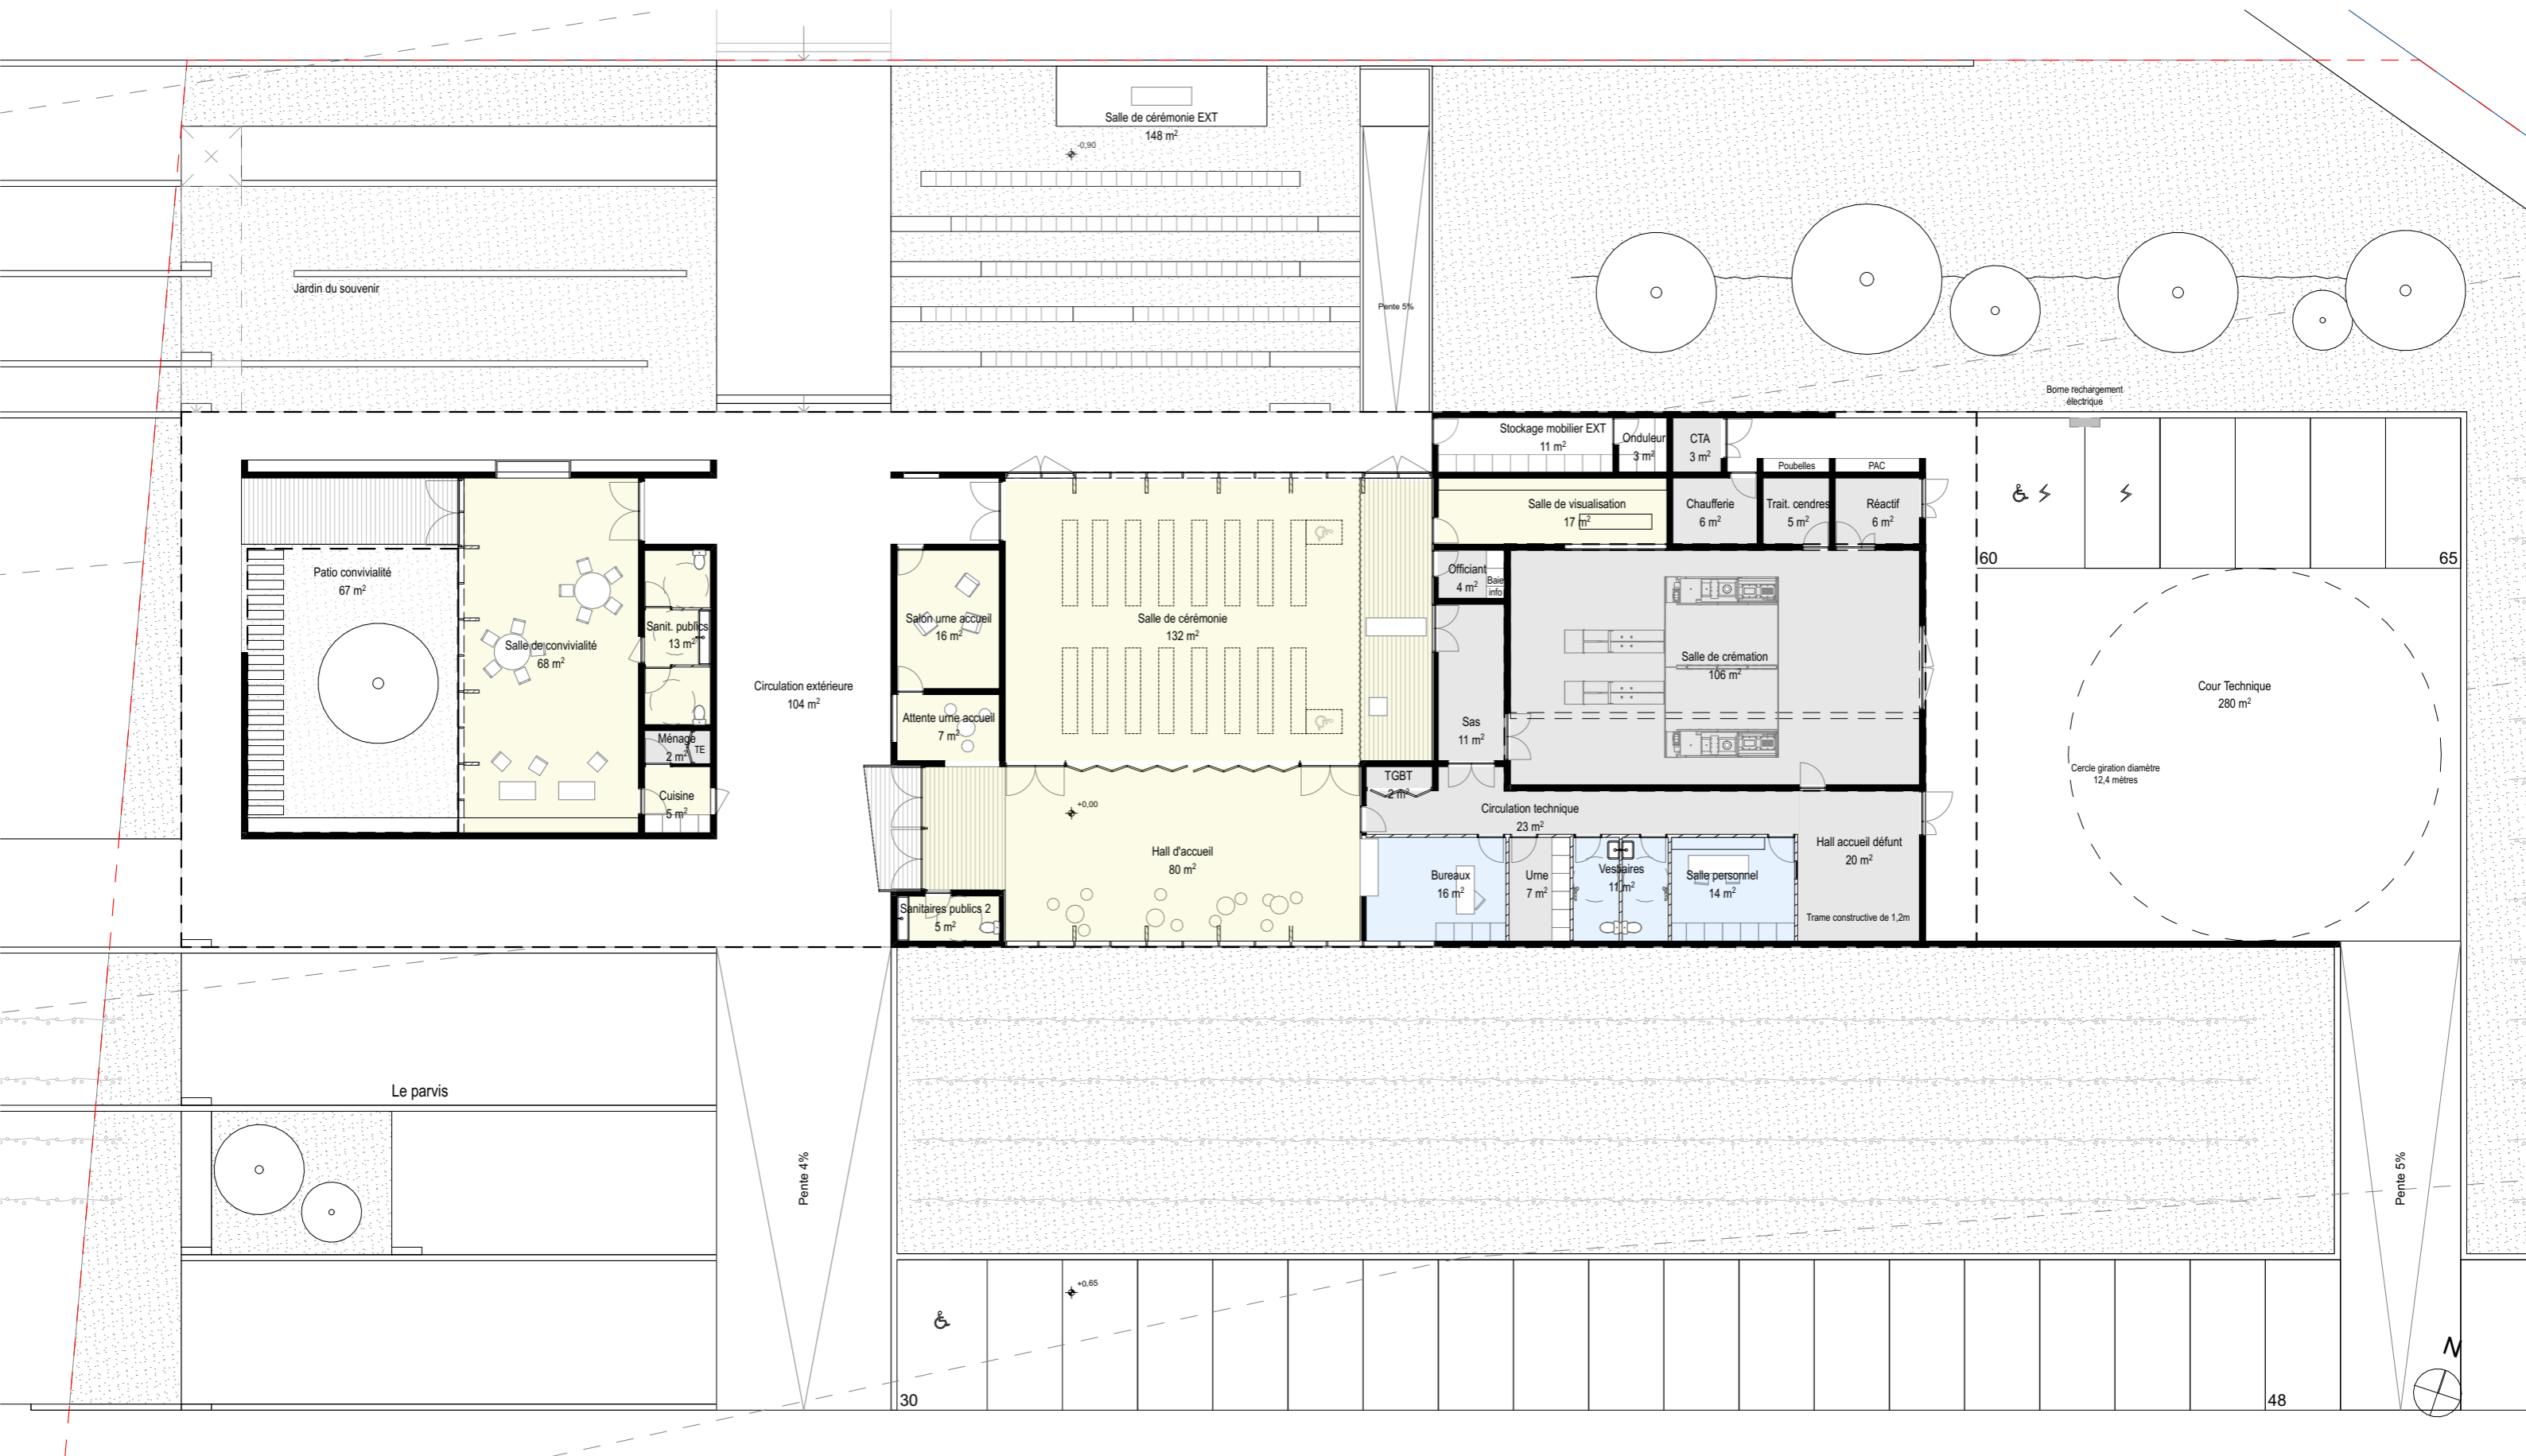 Salle de cérémonie EXT
148 m²
-0,90
Jardin du souvenir
Pente 5%
Borne rechargement
électrique
Stockage mobilier EXT
11 m²
Onduleur
3 m²
CTA
3 m²
Poubelles
PAC
Salle de visualisation
17 m²
Chaufferie
6 m²
Trait. cendres
5 m²
Réactif
6 m²
60
65
Patio convivialité
67 m²
Officiant
4 m²
Baie
info
Salle de convivialité
68 m²
Sanit. publics
13 m²
Salon urne accueil
16 m²
Salle de cérémonie
132 m²
Salle de crémation
106 m²
Circulation extérieure
104 m²
Cour Technique
280 m²
Attente urne accueil
7 m²
Sas
11 m²
Ménage
2 m²
TE
Cercle giration diamètre
12,4 mètres
TGBT
2 m²
Cuisine
5 m²
+0,00
Circulation technique
23 m²
Hall d'accueil
80 m²
Hall accueil défunt
20 m²
Bureaux
16 m²
Urne
7 m²
Vestiaires
11 m²
Salle personnel
14 m²
Sanitaires publics 2
5 m²
Trame constructive de 1,2m
Le parvis
Pente 4%
Pente 5%
+0,65
30
48
N